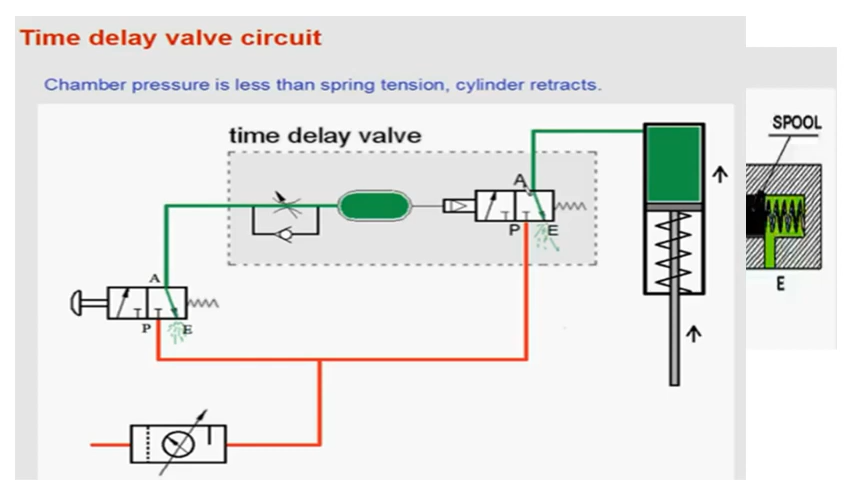 Time delay valve circuit
Chamber pressure is less than spring tension, cylinder retracts.
time delay valve
SPOOL
A
P E
E
A
P E